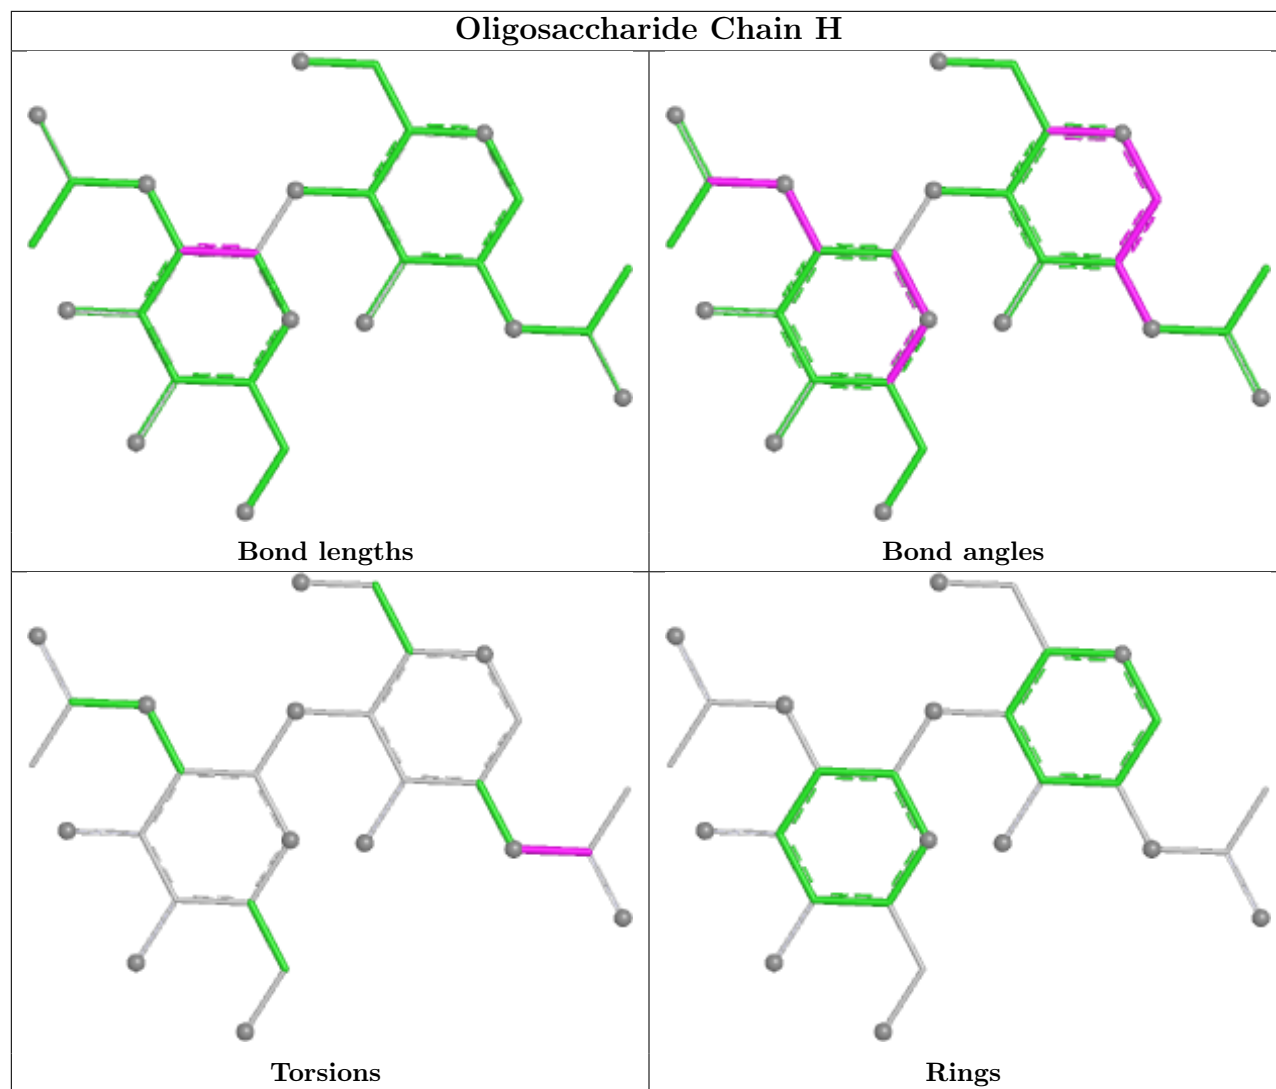 Oligosaccharide Chain H
Bond lengths
Bond angles
Torsions
Rings